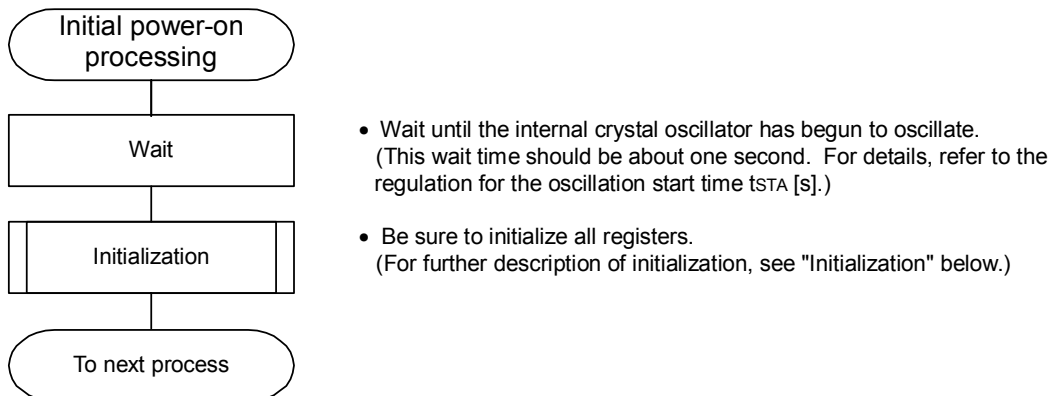 Initial power-on
processing
Wait
• Wait until the internal crystal oscillator has begun to oscillate.
(This wait time should be about one second. For details, refer to the
regulation for the oscillation start time tSTA [s].)
Initialization
• Be sure to initialize all registers.
(For further description of initialization, see "Initialization" below.)
To next process